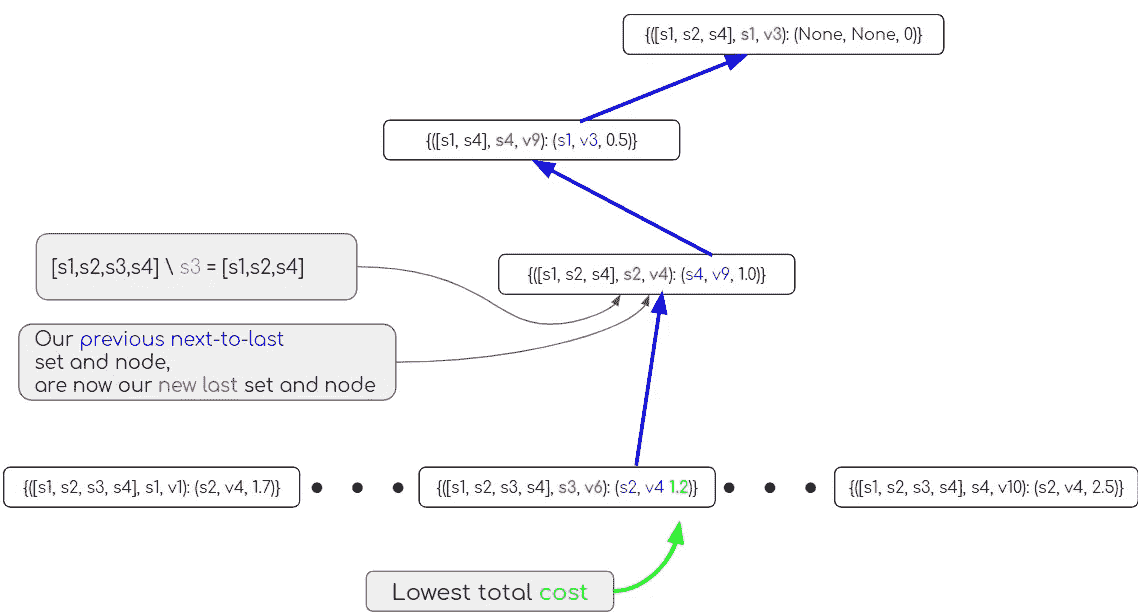 {([s1, s2, s4], s1, v3): (None, None, 0)}
{([s1, s4], s4, v9): (s1, v3, 0.5)}
[s1,s2,s3,s4] \ s3 = [s1,s2,s4]
{([s1, s2, s4], s2, v4): (s4, v9, 1.0)}
Our previous next-to-last
set and node,
are now our new last set and node
{([s1, s2, s3, s4], s1, v1): (s2, v4, 1.7)}
{([s1, s2, s3, s4], s3, v6): (s2, v4 1.2)}
{([s1, s2, s3, s4], s4, v10): (s2, v4, 2.5)}
Lowest total cost